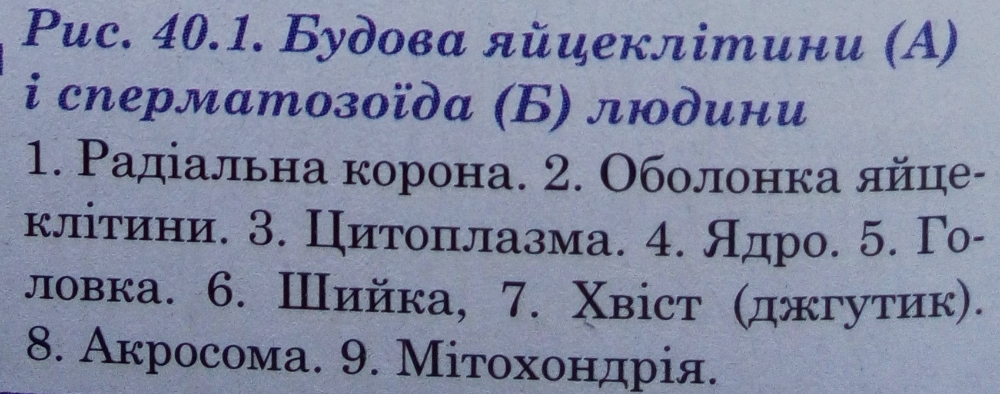 Рис. 40.1. Будова яйцеклітини (А)
і сперматозоїда (Б) людини
1. Радіальна корона. 2. Оболонка яйце-
клітини. 3. Цитоплазма. 4. Ядро. 5. Го-
ловка. 6. Шийка, 7. Хвіст (джгутик).
8. Акросома. 9. Мітохондрія.